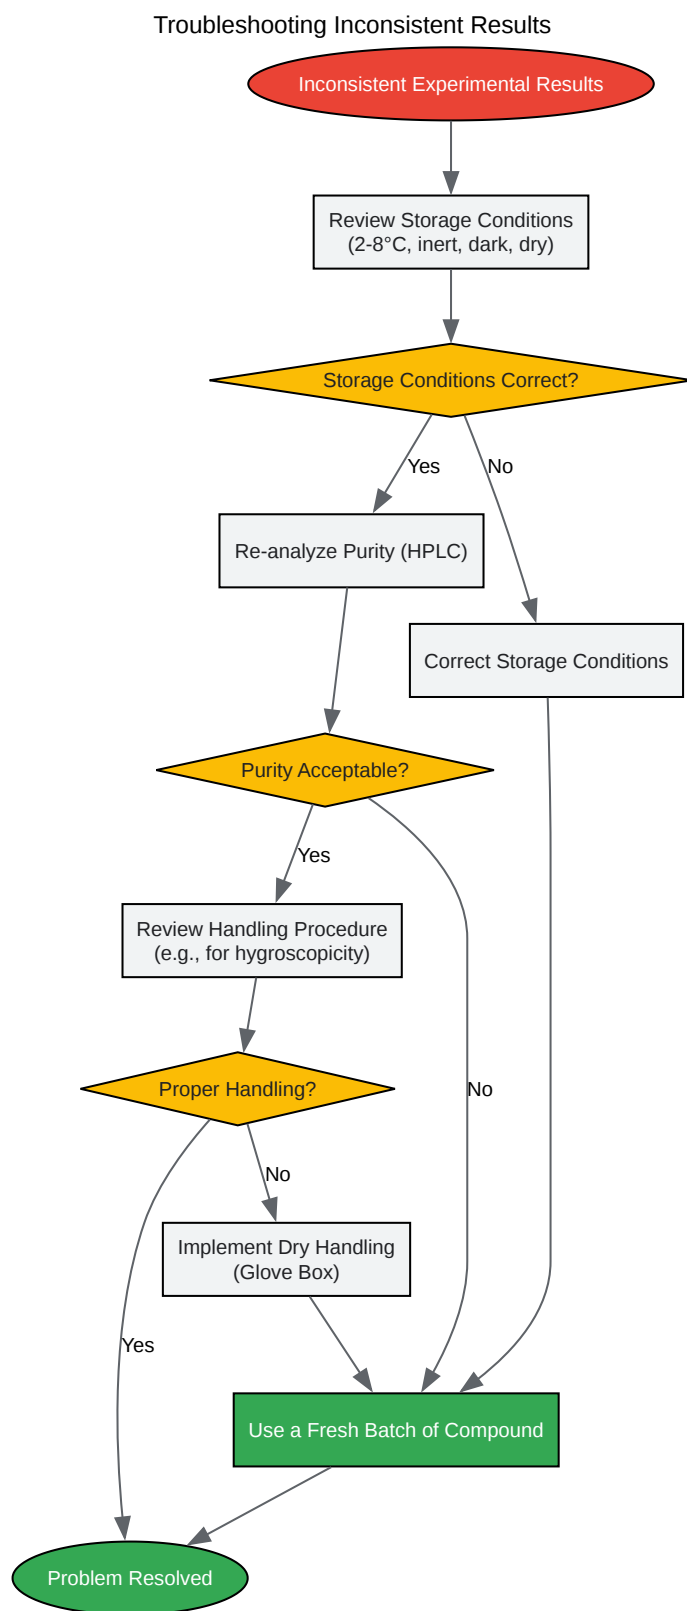 Troubleshooting Inconsistent Results
Inconsistent Experimental Results
Review Storage Conditions
(2-8°C, inert, dark, dry)
Storage Conditions Correct?
Yes
No
Re-analyze Purity (HPLC)
Correct Storage Conditions
Purity Acceptable?
Yes
Review Handling Procedure
(e.g., for hygroscopicity)
Proper Handling?
No
No
Implement Dry Handling
(Glove Box)
Yes
Use a Fresh Batch of Compound
Problem Resolved